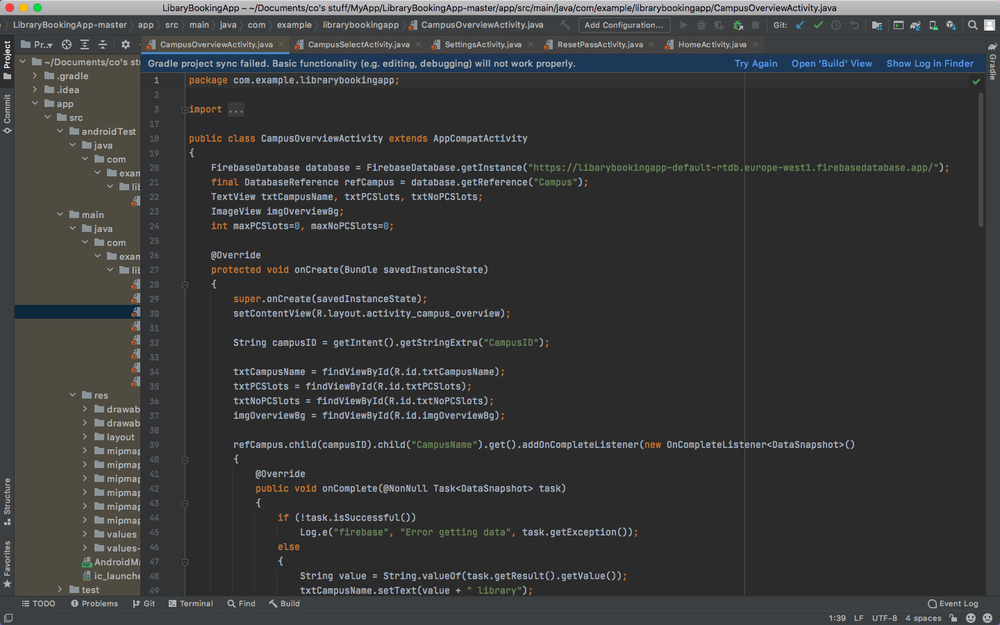 LibaryBookingApp – ~/Documents/co's stuff/MyApp/LibraryBookingApp-master/app/src/main/java/com/example/librarybookingapp/CampusOverviewActivity.java
LibraryBookingApp-master app src main java com example librarybookingapp CampusOverviewActivity.java Add Configuration... Git:
Project Pr... CampusOverviewActivity.java CampusSelectActivity.java SettingsActivity.java ResetPassActivity.java HomeActivity.java Gradle
Gradle project sync failed. Basic functionality (e.g. editing, debugging) will not work properly. Try Again Open 'Build' View Show Log in Finder
~/Documents/co's stu
.gradle
.idea
app
src
androidTest
java
com
exam
lib
main
java
com
exam
lib
res
drawab
drawab
layout
mipmap
mipmap
mipmap
mipmap
mipmap
mipmap
values
values-
AndroidMa
ic_launche
test
Commit
Structure
Favorites
1 package com.example.librarybookingapp;
2
3 import ...
17
18 public class CampusOverviewActivity extends AppCompatActivity
19 {
20 FirebaseDatabase database = FirebaseDatabase.getInstance("https://libarybookingapp-default-rtdb.europe-west1.firebasedatabase.app/");
21 final DatabaseReference refCampus = database.getReference("Campus");
22 TextView txtCampusName, txtPCSlots, txtNoPCSlots;
23 ImageView imgOverviewBg;
24 int maxPCSlots=0, maxNoPCSlots=0;
25
26 @Override
27 protected void onCreate(Bundle savedInstanceState)
28 {
29 super.onCreate(savedInstanceState);
30 setContentView(R.layout.activity_campus_overview);
31
32 String campusID = getIntent().getStringExtra("CampusID");
33
34 txtCampusName = findViewById(R.id.txtCampusName);
35 txtPCSlots = findViewById(R.id.txtPCSlots);
36 txtNoPCSlots = findViewById(R.id.txtNoPCSlots);
37 imgOverviewBg = findViewById(R.id.imgOverviewBg);
38
39 refCampus.child(campusID).child("CampusName").get().addOnCompleteListener(new OnCompleteListener<DataSnapshot>()
40 {
41 @Override
42 public void onComplete(@NonNull Task<DataSnapshot> task)
43 {
44 if (!task.isSuccessful())
45 Log.e("firebase", "Error getting data", task.getException());
46 else
47 {
48 String value = String.valueOf(task.getResult().getValue());
49 txtCampusName.setText(value + " library");
TODO Problems Git Terminal Find Build Event Log
1:39 LF UTF-8 4 spaces